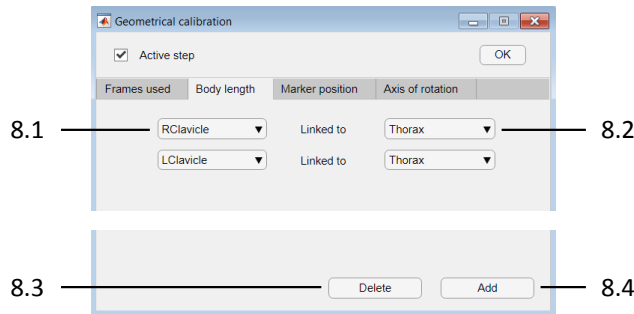 Geometrical calibration
Active step
OK
Frames used Body length Marker position Axis of rotation
8.1 RClavicle Linked to Thorax 8.2
LClavicle Linked to Thorax
8.3 Delete Add 8.4